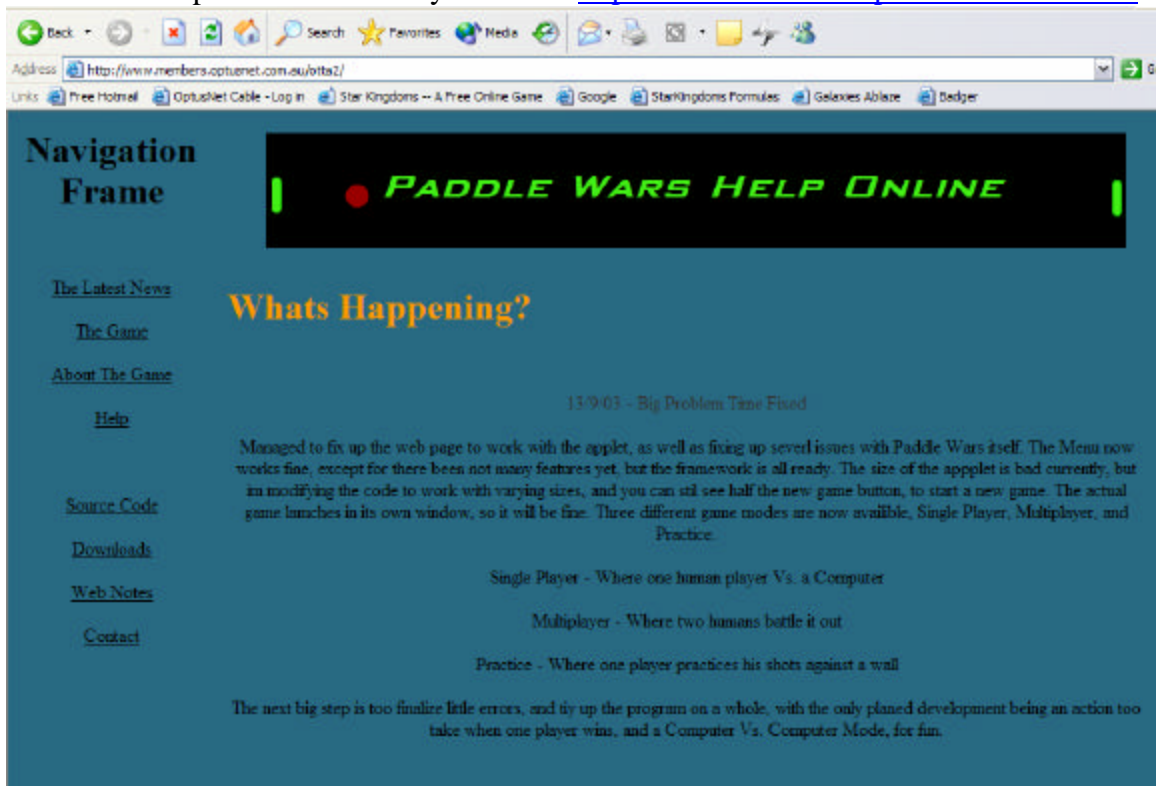 Back Search Favorites Media
Address http://www.members.optusnet.com.au/otta2/ G
Links Free Hotmail OptusNet Cable - Log in Star Kingdoms -- A Free Online Game Google StarKingdoms Formulas Galaxies Ablaze Badger
Navigation
Frame
PADDLE WARS HELP ONLINE
The Latest News
The Game
About The Game
Help
Source Code
Downloads
Web Notes
Contact
Whats Happening?
13/9/03 - Big Problem Time Fixed
Managed to fix up the web page to work with the applet, as well as fixing up severl issues with Paddle Wars itself. The Menu now
works fine, except for there been not many features yet, but the framework is all ready. The size of the appplet is bad currently, but
im modifying the code to work with varying sizes, and you can stil see half the new game button, to start a new game. The actual
game launches in its own window, so it will be fine. Three different game modes are now availible, Single Player, Multiplayer, and
Practice.
Single Player - Where one human player Vs. a Computer
Multiplayer - Where two humans battle it out
Practice - Where one player practices his shots against a wall
The next big step is too finalize little errors, and tiy up the program on a whole, with the only planed development being an action too
take when one player wins, and a Computer Vs. Computer Mode, for fun.